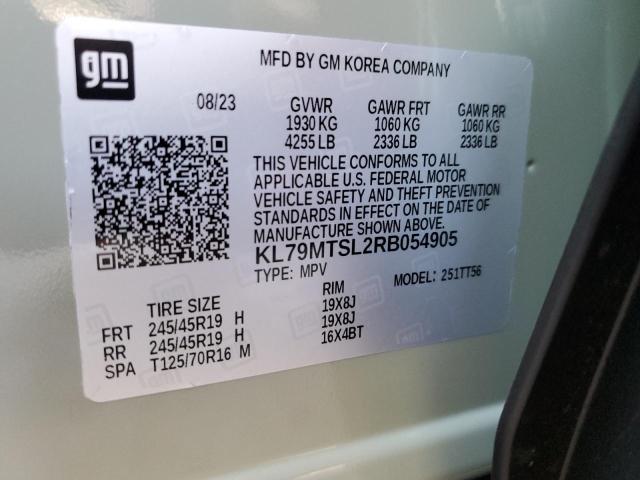 gm
MFD BY GM KOREA COMPANY
08/23 GVWR GAWR FRT GAWR RR
1930 KG 1060 KG 1060 KG
4255 LB 2336 LB 2336 LB
THIS VEHICLE CONFORMS TO ALL
APPLICABLE U.S. FEDERAL MOTOR
VEHICLE SAFETY AND THEFT PREVENTION
STANDARDS IN EFFECT ON THE DATE OF
MANUFACTURE SHOWN ABOVE.
KL79MTSL2RB054905
TYPE: MPV MODEL: 251TT56
TIRE SIZE RIM
FRT 245/45R19 H 19X8J
RR 245/45R19 H 19X8J
SPA T125/70R16 M 16X4BT